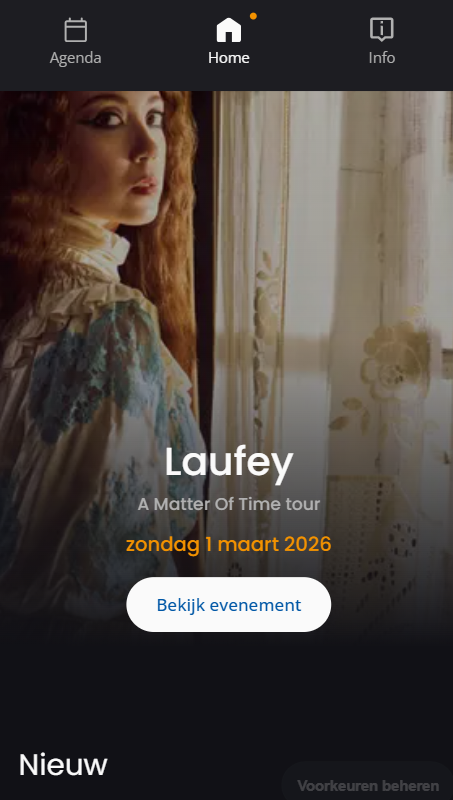 Agenda
Home
Info
Laufey
A Matter Of Time tour
zondag 1 maart 2026
Bekijk evenement
Nieuw
Voorkeuren beheren